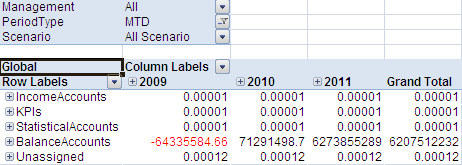 Management All
PeriodType MTD
Scenario All Scenario
Global Column Labels
Row Labels 2009 2010 2011 Grand Total
IncomeAccounts 0.00001 0.00001 0.00001 0.00001
KPIs 0.00001 0.00001 0.00001 0.00001
StatisticalAccounts 0.00001 0.00001 0.00001 0.00001
BalanceAccounts -64335584.66 71291498.7 6273855289 6207512232
Unassigned 0.00012 0.00012 0.00012 0.00012